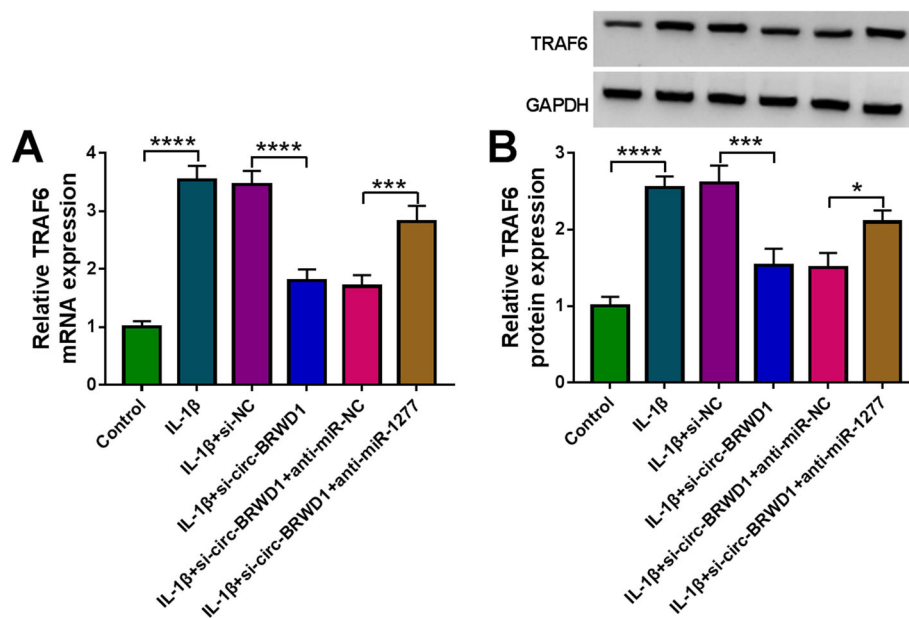 TRAF6
GAPDH
A
Relative TRAF6
mRNA expression
4
3
2
1
0
****
****
***
Control
IL-1β
IL-1β+si-NC
IL-1β+si-circ-BRWD1
IL-1β+si-circ-BRWD1+anti-miR-NC
IL-1β+si-circ-BRWD1+anti-miR-1277
B
Relative TRAF6
protein expression
3
2
1
0
****
***
*
Control
IL-1β
IL-1β+si-NC
IL-1β+si-circ-BRWD1
IL-1β+si-circ-BRWD1+anti-miR-NC
IL-1β+si-circ-BRWD1+anti-miR-1277